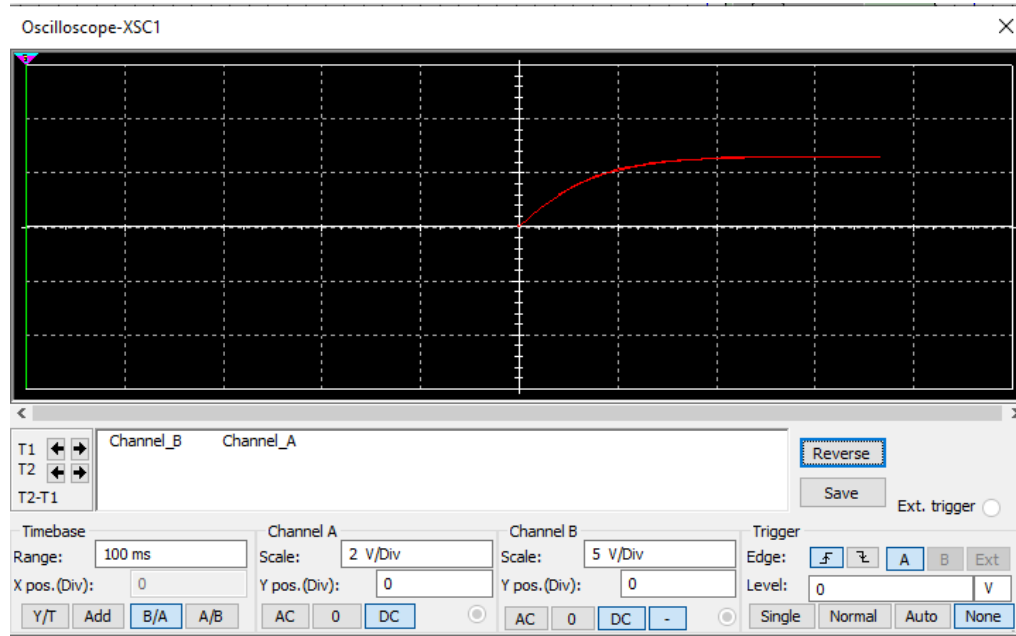 Oscilloscope-XSC1
T1
T2
T2-T1
Channel_B Channel_A
Reverse
Save
Ext. trigger
Timebase
Range: 100 ms
X pos.(Div): 0
Y/T Add B/A A/B
Channel A
Scale: 2 V/Div
Y pos.(Div): 0
AC 0 DC
Channel B
Scale: 5 V/Div
Y pos.(Div): 0
AC 0 DC -
Trigger
Edge: A B Ext
Level: 0 V
Single Normal Auto None